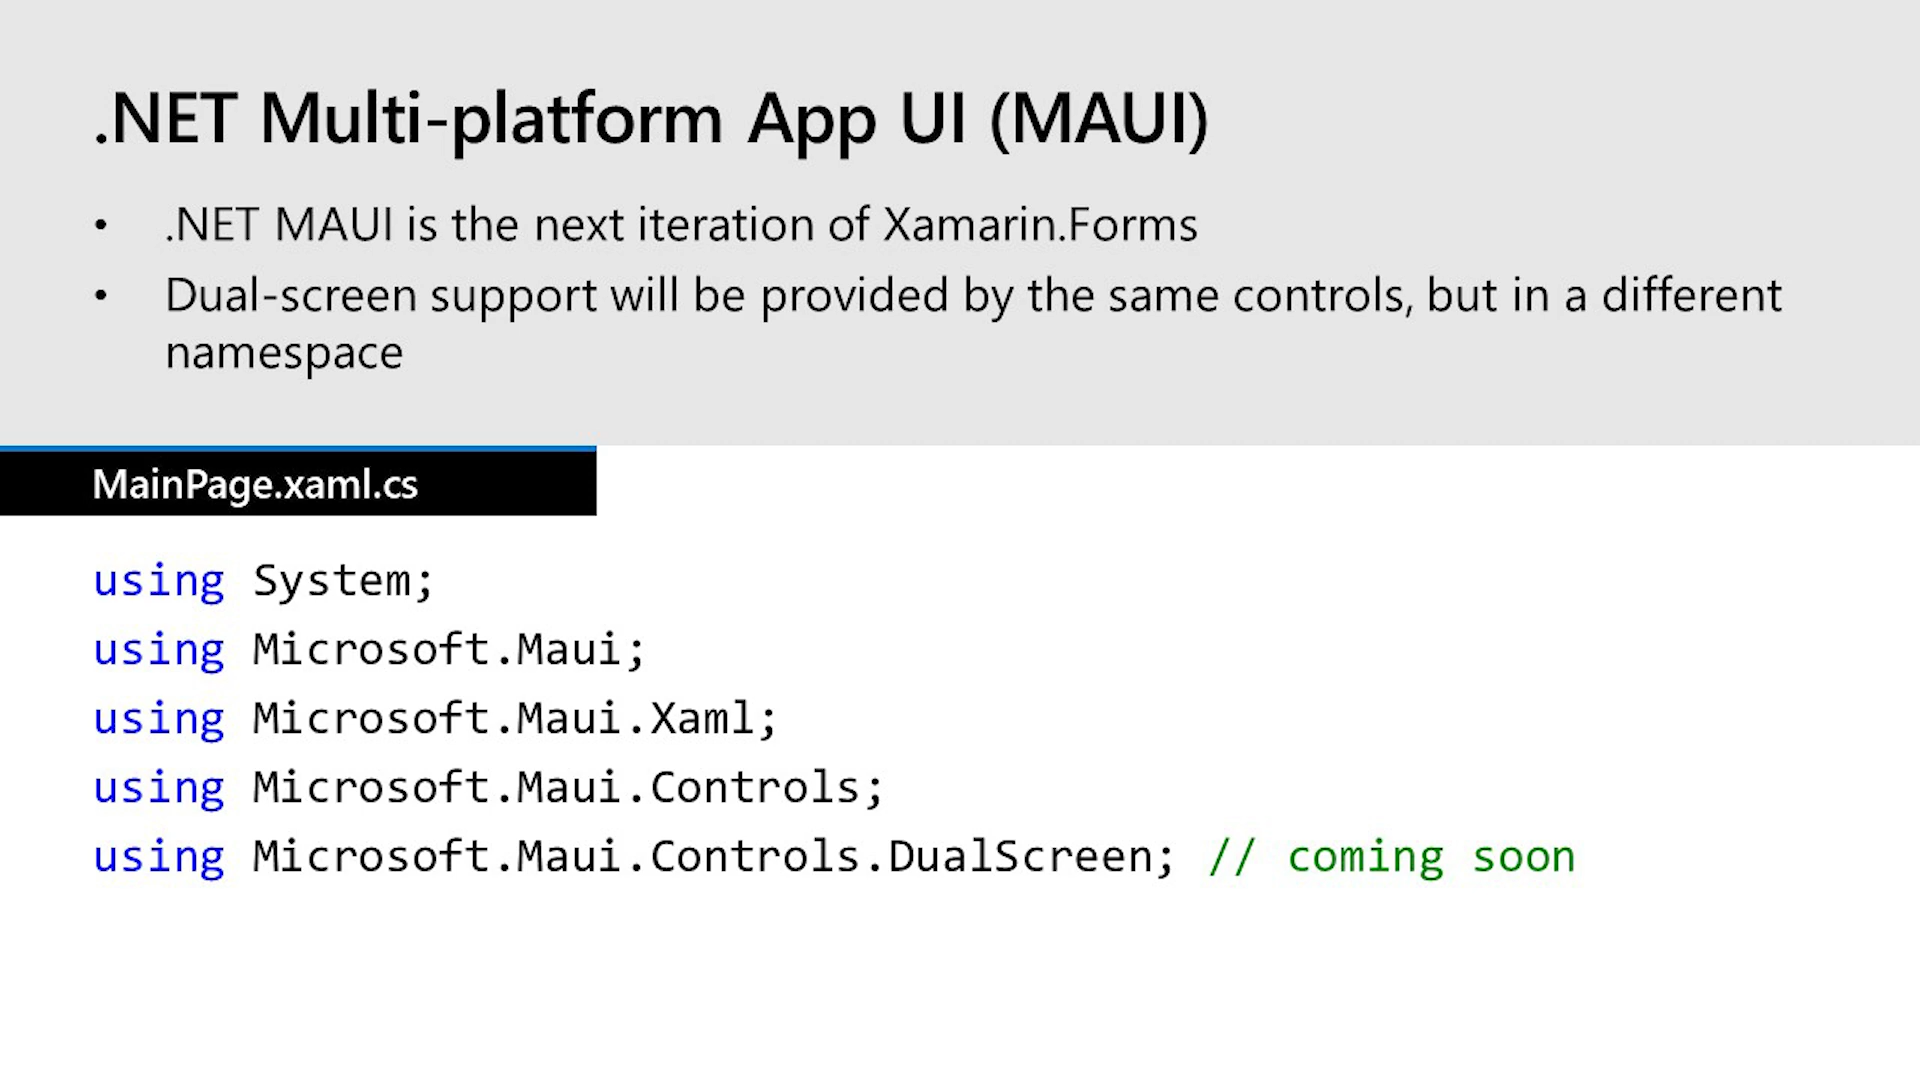 .NET Multi-platform App UI (MAUI)
• .NET MAUI is the next iteration of Xamarin.Forms
• Dual-screen support will be provided by the same controls, but in a different
namespace
MainPage.xaml.cs
using System;
using Microsoft.Maui;
using Microsoft.Maui.Xaml;
using Microsoft.Maui.Controls;
using Microsoft.Maui.Controls.DualScreen; // coming soon